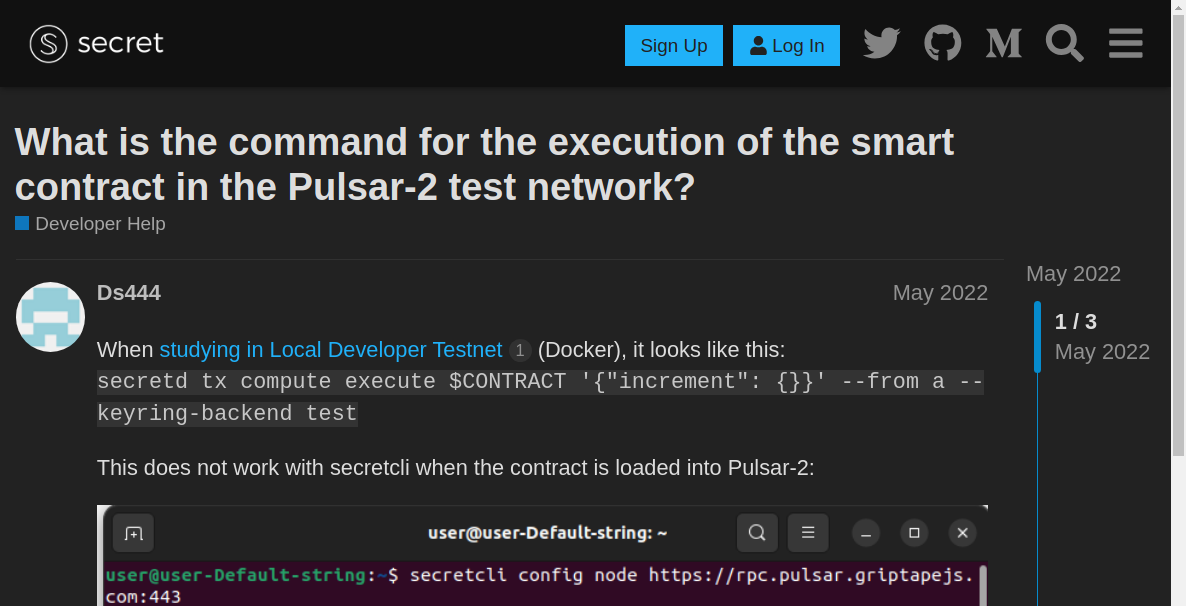 secret
Sign Up
Log In
What is the command for the execution of the smart
contract in the Pulsar-2 test network?
Developer Help
Ds444
May 2022
May 2022
1 / 3
May 2022
When studying in Local Developer Testnet 1 (Docker), it looks like this:
secretd tx compute execute $CONTRACT '{"increment": {}}' --from a --
keyring-backend test
This does not work with secretcli when the contract is loaded into Pulsar-2:
user@user-Default-string: ~
user@user-Default-string:~$ secretcli config node https://rpc.pulsar.griptapejs.
com:443